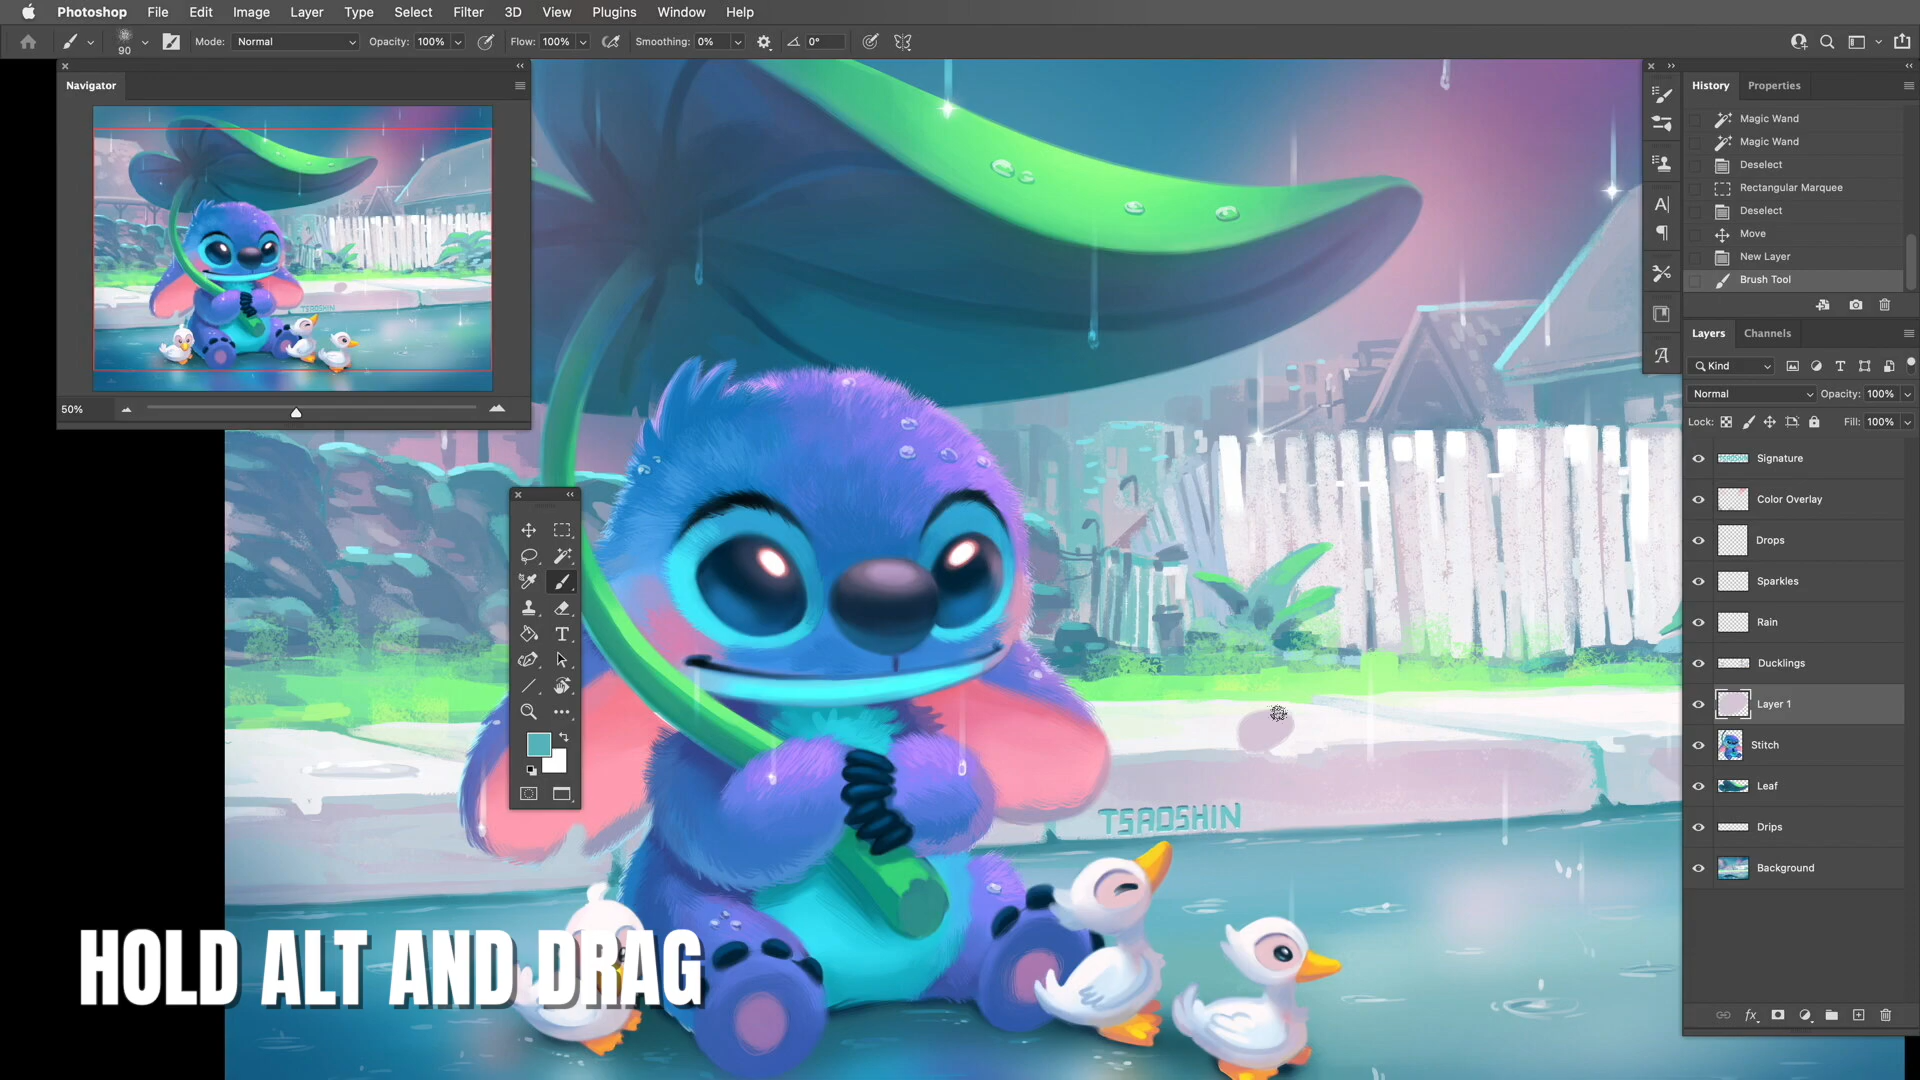 Photoshop File Edit Image Layer Type Select Filter 3D View Plugins Window Help
90 Mode: Normal Opacity: 100% Flow: 100% Smoothing: 0% 0°
Navigator
50%
History Properties
Magic Wand
Magic Wand
Deselect
Rectangular Marquee
Deselect
Move
New Layer
Brush Tool
Layers Channels
Kind
Normal Opacity: 100%
Lock: Fill: 100%
Signature
Color Overlay
Drops
Sparkles
Rain
Ducklings
Layer 1
Stitch
Leaf
Drips
Background
TSAOSHIN
HOLD ALT AND DRAG